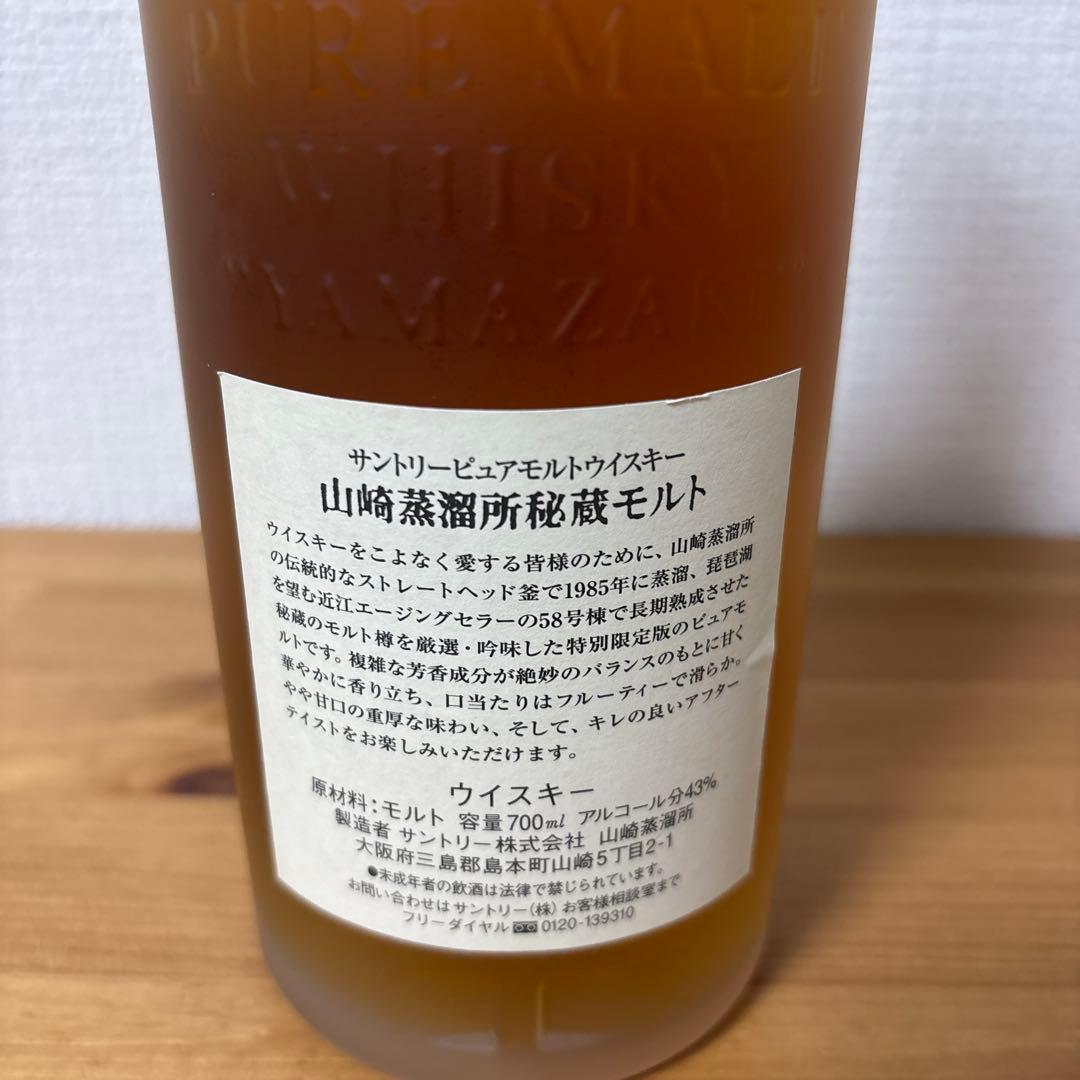 PURE MALT
WHISKY
"YAMAZAKI"
サントリーピュアモルトウイスキー
山崎蒸溜所秘蔵モルト
ウイスキーをこよなく愛する皆様のために、山崎蒸溜所
の伝統的なストレートヘッド釜で1985年に蒸溜、琵琶湖
を望む近江エージングセラーの58号棟で長期熟成させた
秘蔵のモルト樽を厳選・吟味した特別限定版のピュアモ
ルトです。複雑な芳香成分が絶妙のバランスのもとに甘く
華やかに香り立ち、口当たりはフルーティーで滑らか。
やや甘口の重厚な味わい、そして、キレの良いアフター
テイストをお楽しみいただけます。
ウイスキー
原材料:モルト 容量700ml アルコール分43%
製造者 サントリー株式会社 山崎蒸溜所
大阪府三島郡島本町山崎5丁目2-1
●未成年者の飲酒は法律で禁じられています。
お問い合わせはサントリー(株)お客様相談室まで
フリーダイヤル 0120-139310